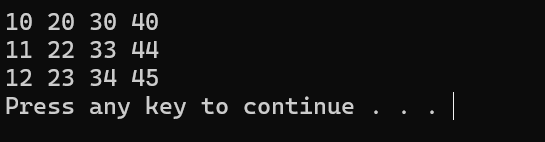 10 20 30 40
11 22 33 44
12 23 34 45
Press any key to continue . . .